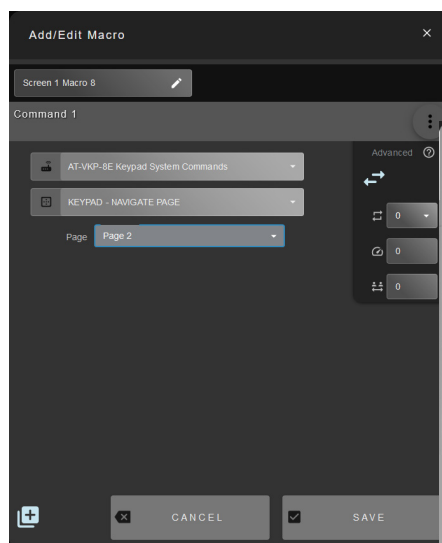 Add/Edit Macro
Screen 1 Macro 8
Command 1
Advanced
AT-VKP-8E Keypad System Commands
KEYPAD - NAVIGATE PAGE
0
Page Page 2
0
0
CANCEL SAVE